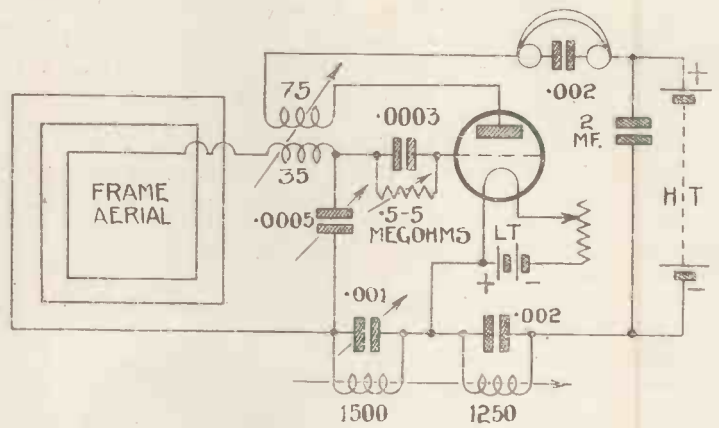 75
·0003
·002
+
2
MF.
35
FRAME
AERIAL
·0005
·5-5
MEGOHMS
LT
H T
+ -
-
·001
·002
1500
1250